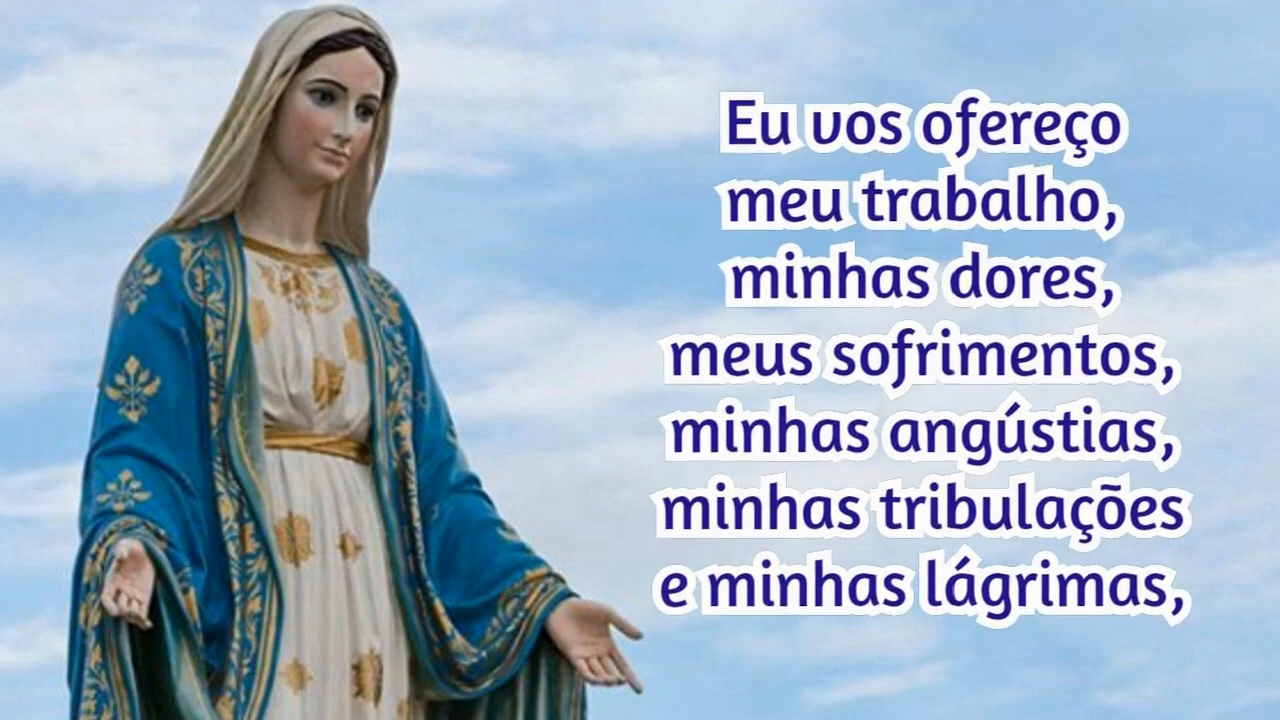 Eu vos ofereço
meu trabalho,
minhas dores,
meus sofrimentos,
minhas angústias,
minhas tribulações
e minhas lágrimas,